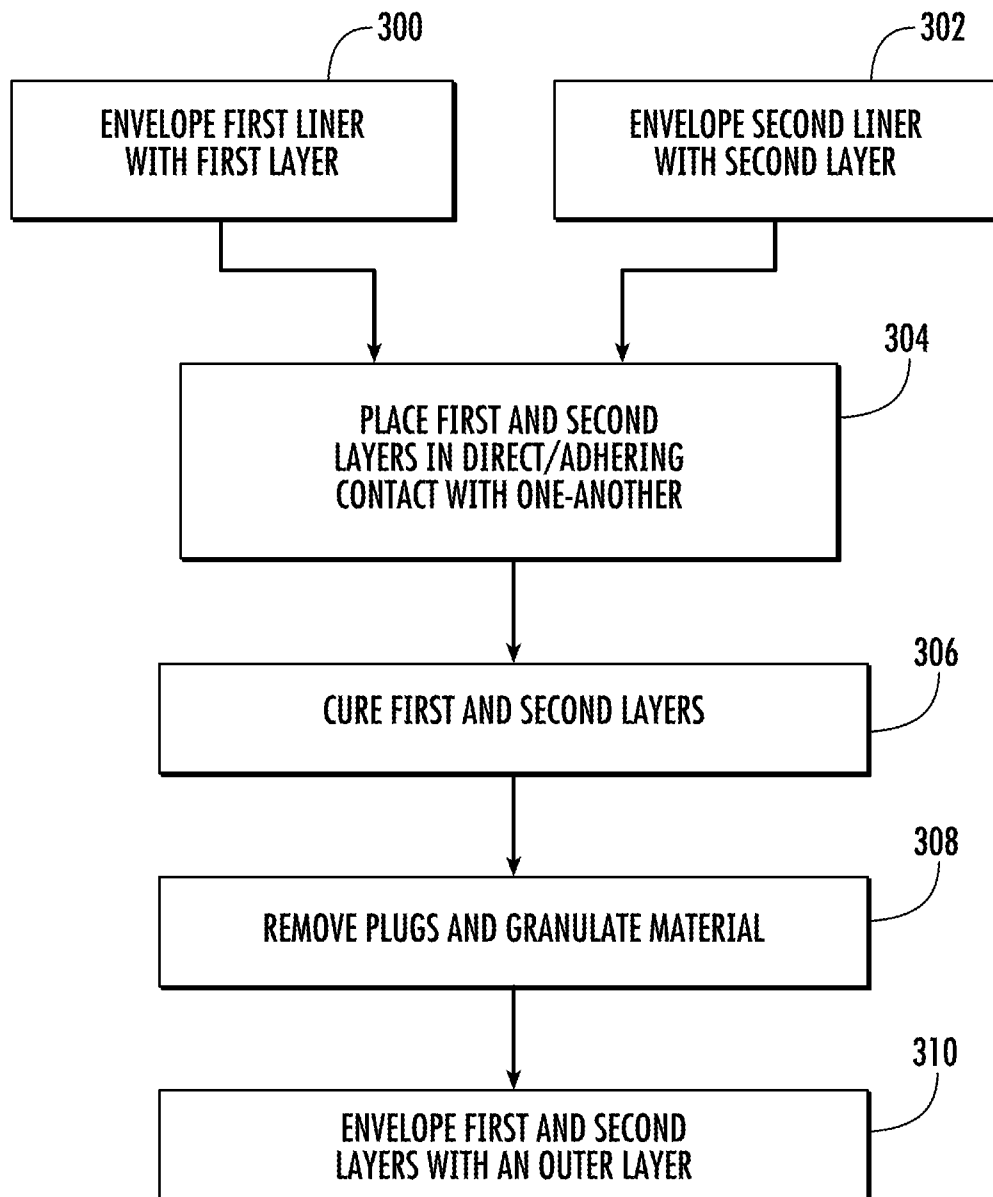 300
302
ENVELOPE FIRST LINER
WITH FIRST LAYER
ENVELOPE SECOND LINER
WITH SECOND LAYER
304
PLACE FIRST AND SECOND
LAYERS IN DIRECT/ADHERING
CONTACT WITH ONE-ANOTHER
306
CURE FIRST AND SECOND LAYERS
308
REMOVE PLUGS AND GRANULATE MATERIAL
310
ENVELOPE FIRST AND SECOND
LAYERS WITH AN OUTER LAYER